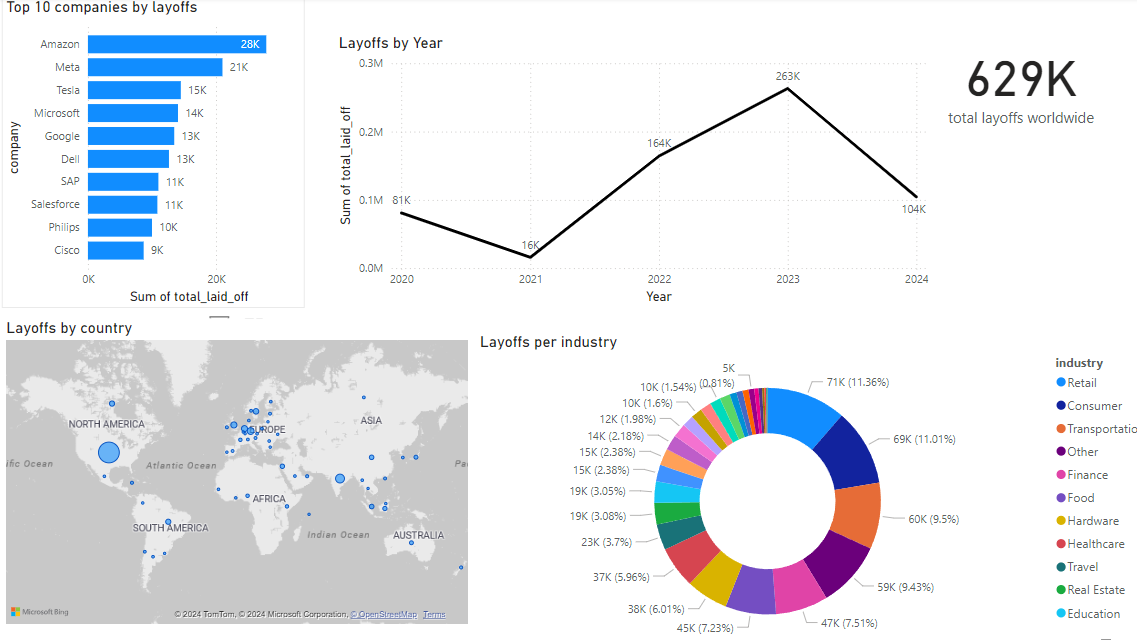 Top 10 companies by layoffs
company
Amazon 28K
Meta 21K
Tesla 15K
Microsoft 14K
Google 13K
Dell 13K
SAP 11K
Salesforce 11K
Philips 10K
Cisco 9K
0K 20K
Sum of total_laid_off
Layoffs by Year
Sum of total_laid_off
0.3M
0.2M
0.1M
0.0M
81K
16K
164K
263K
104K
2020 2021 2022 2023 2024
Year
629K
total layoffs worldwide
Layoffs by country
NORTH AMERICA
EUROPE
ASIA
ific Ocean
Atlantic Ocean
Pa
AFRICA
SOUTH AMERICA
Indian Ocean
AUSTRALIA
Microsoft Bing
© 2024 TomTom, © 2024 Microsoft Corporation, © OpenStreetMap Terms
Layoffs per industry
71K (11.36%)
69K (11.01%)
60K (9.5%)
59K (9.43%)
47K (7.51%)
45K (7.23%)
38K (6.01%)
37K (5.96%)
23K (3.7%)
19K (3.08%)
19K (3.05%)
15K (2.38%)
15K (2.38%)
14K (2.18%)
12K (1.98%)
10K (1.6%)
10K (1.54%)
5K
(0.81%)
industry
Retail
Consumer
Transportatio
Other
Finance
Food
Hardware
Healthcare
Travel
Real Estate
Education